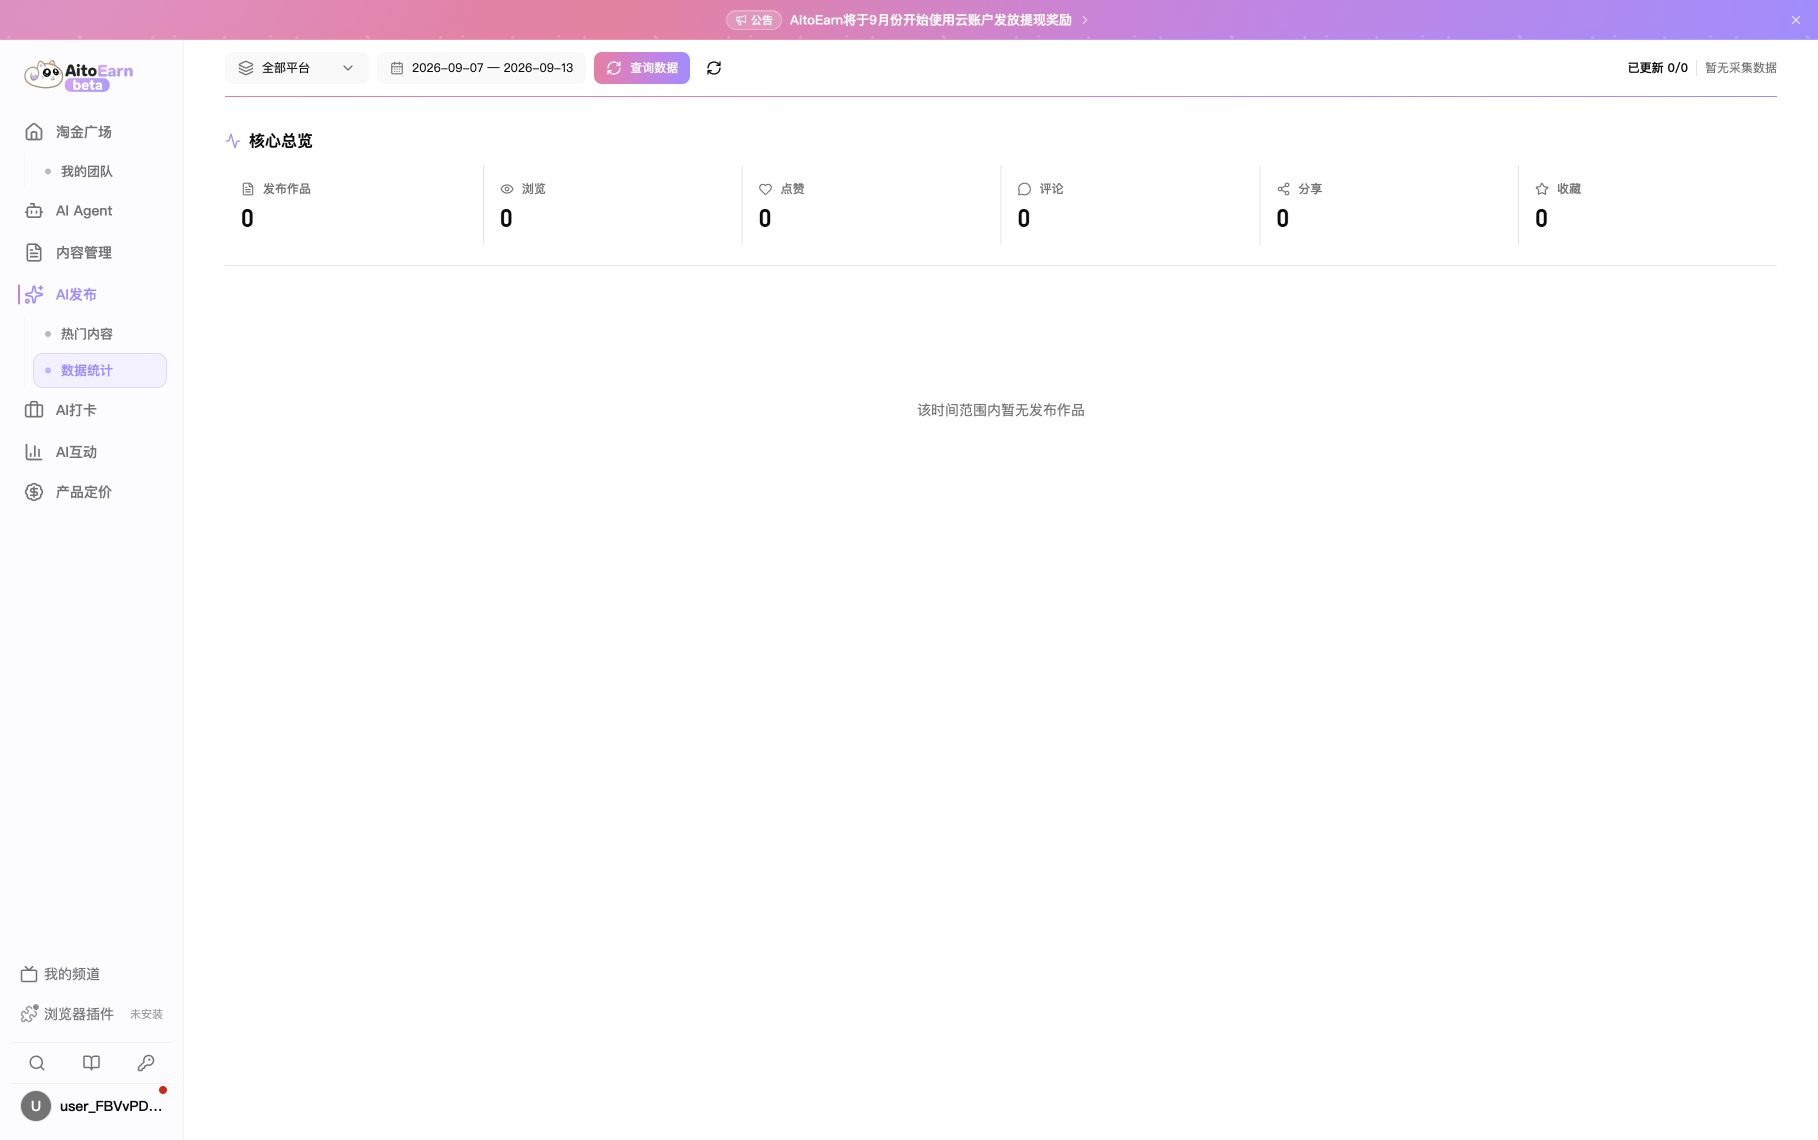 公告 AitoEarn将于9月份开始使用云账户发放提现奖励
AitoEarn
beta
淘金广场
我的团队
AI Agent
内容管理
AI发布
热门内容
数据统计
AI打卡
AI互动
产品定价
我的频道
浏览器插件 未安装
U user_FBVvPD...
全部平台 2026-09-07 — 2026-09-13 查询数据 已更新 0/0 暂无采集数据
核心总览
发布作品 浏览 点赞 评论 分享 收藏
0 0 0 0 0 0
该时间范围内暂无发布作品